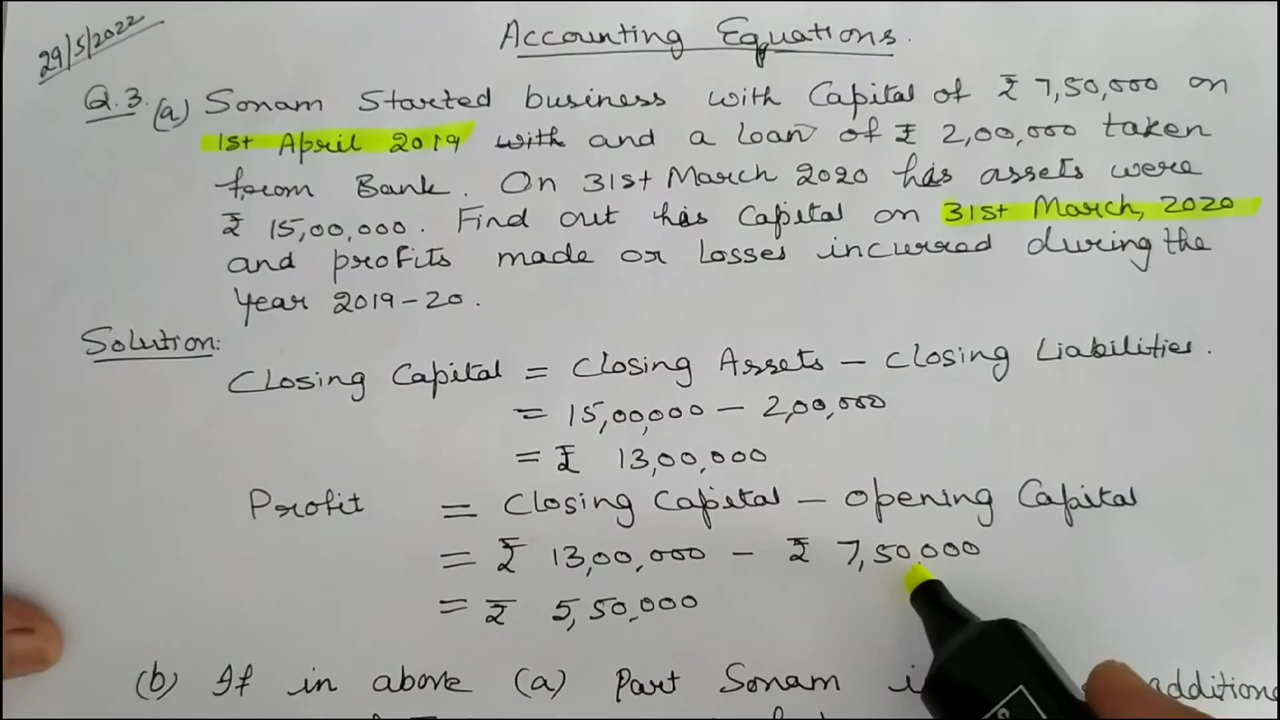 29/5/2022
Accounting Equations.
Q.3. (a) Sonam Started business with Capital of ₹ 7,50,000 on
1st April 2019 with and a loan of ₹ 2,00,000 taken
from Bank. On 31st March 2020 his assets were
₹ 15,00,000. Find out his Capital on 31st March, 2020
and profits made or Losses incurred during the
Year 2019-20.
Solution:
Closing Capital = Closing Assets - Closing Liabilities.
= 15,00,000 - 2,00,000
= ₹ 13,00,000
Profit = Closing Capital - Opening Capital
= ₹ 13,00,000 - ₹ 7,50,000
= ₹ 5,50,000
(b) If in above (a) Part Sonam